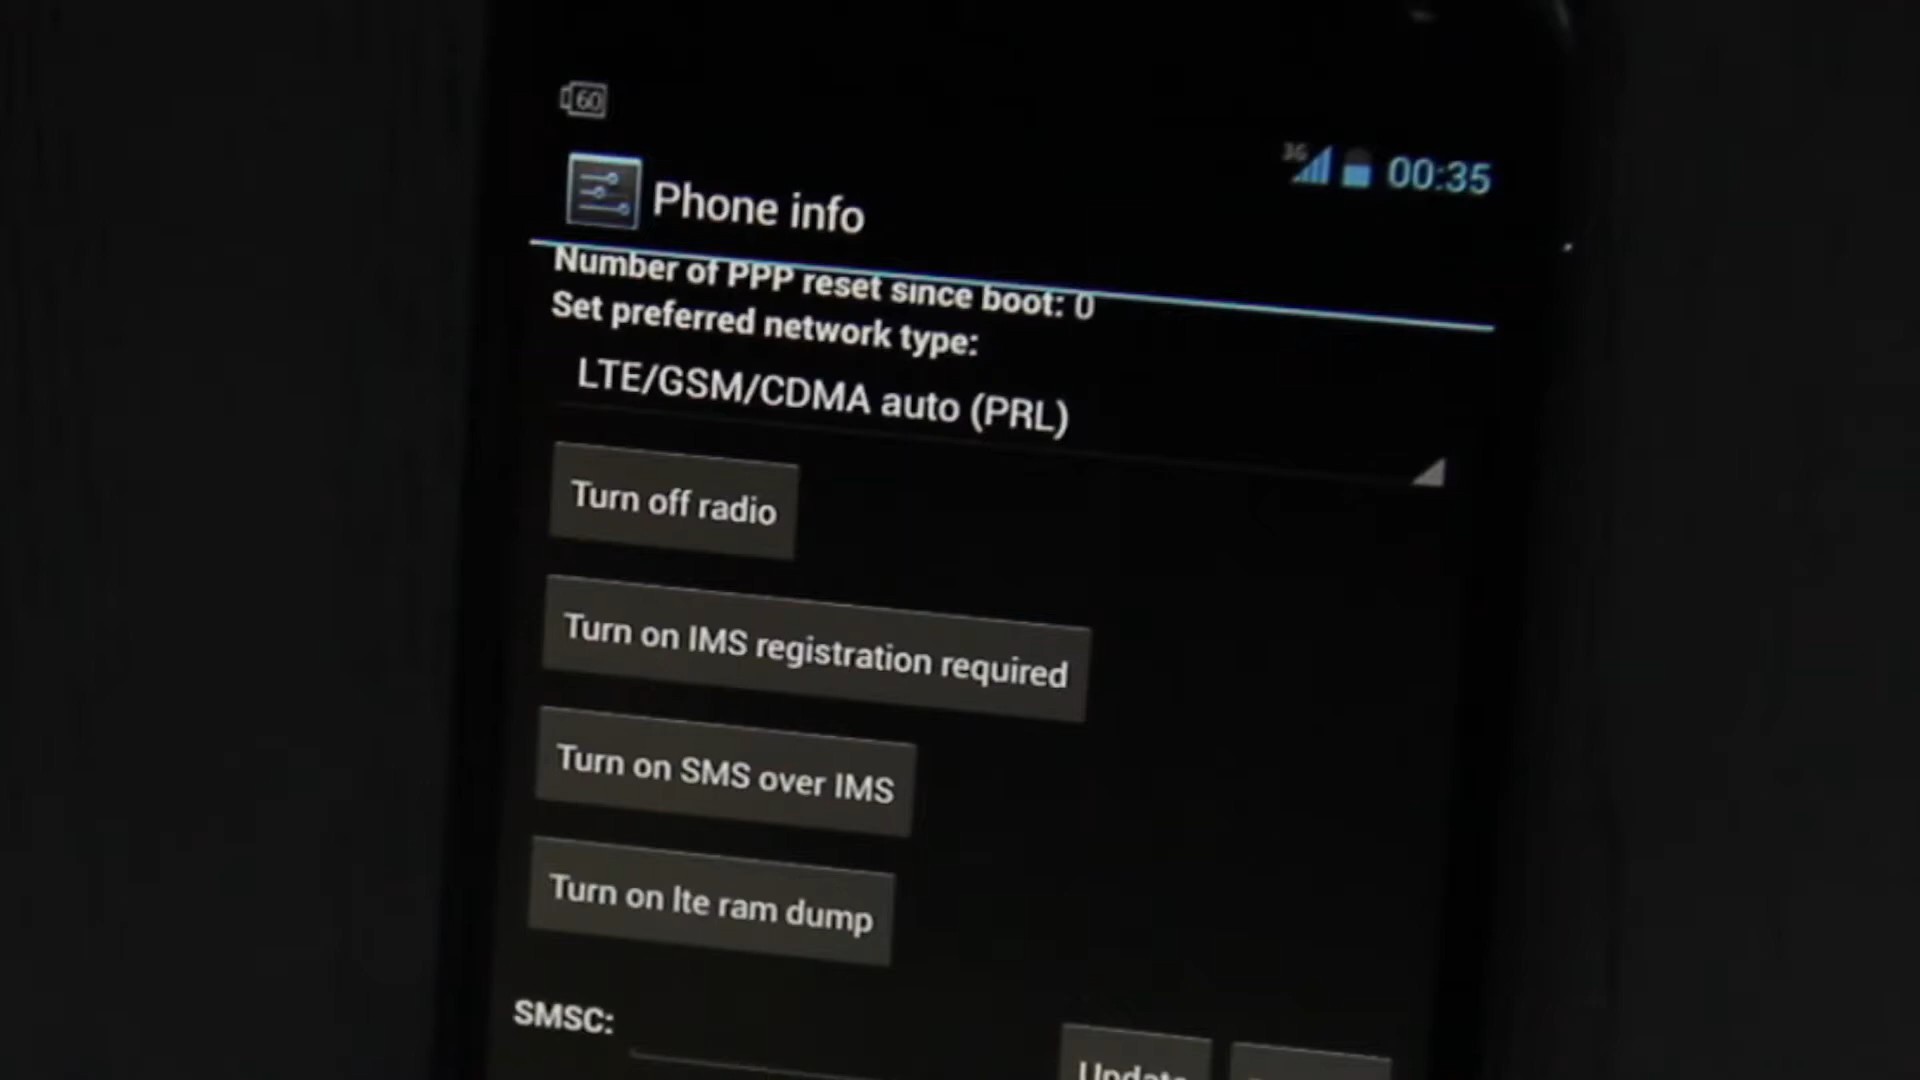 60
3G 00:35
Phone info
Number of PPP reset since boot: 0
Set preferred network type:
LTE/GSM/CDMA auto (PRL)
Turn off radio
Turn on IMS registration required
Turn on SMS over IMS
Turn on lte ram dump
SMSC:
Update